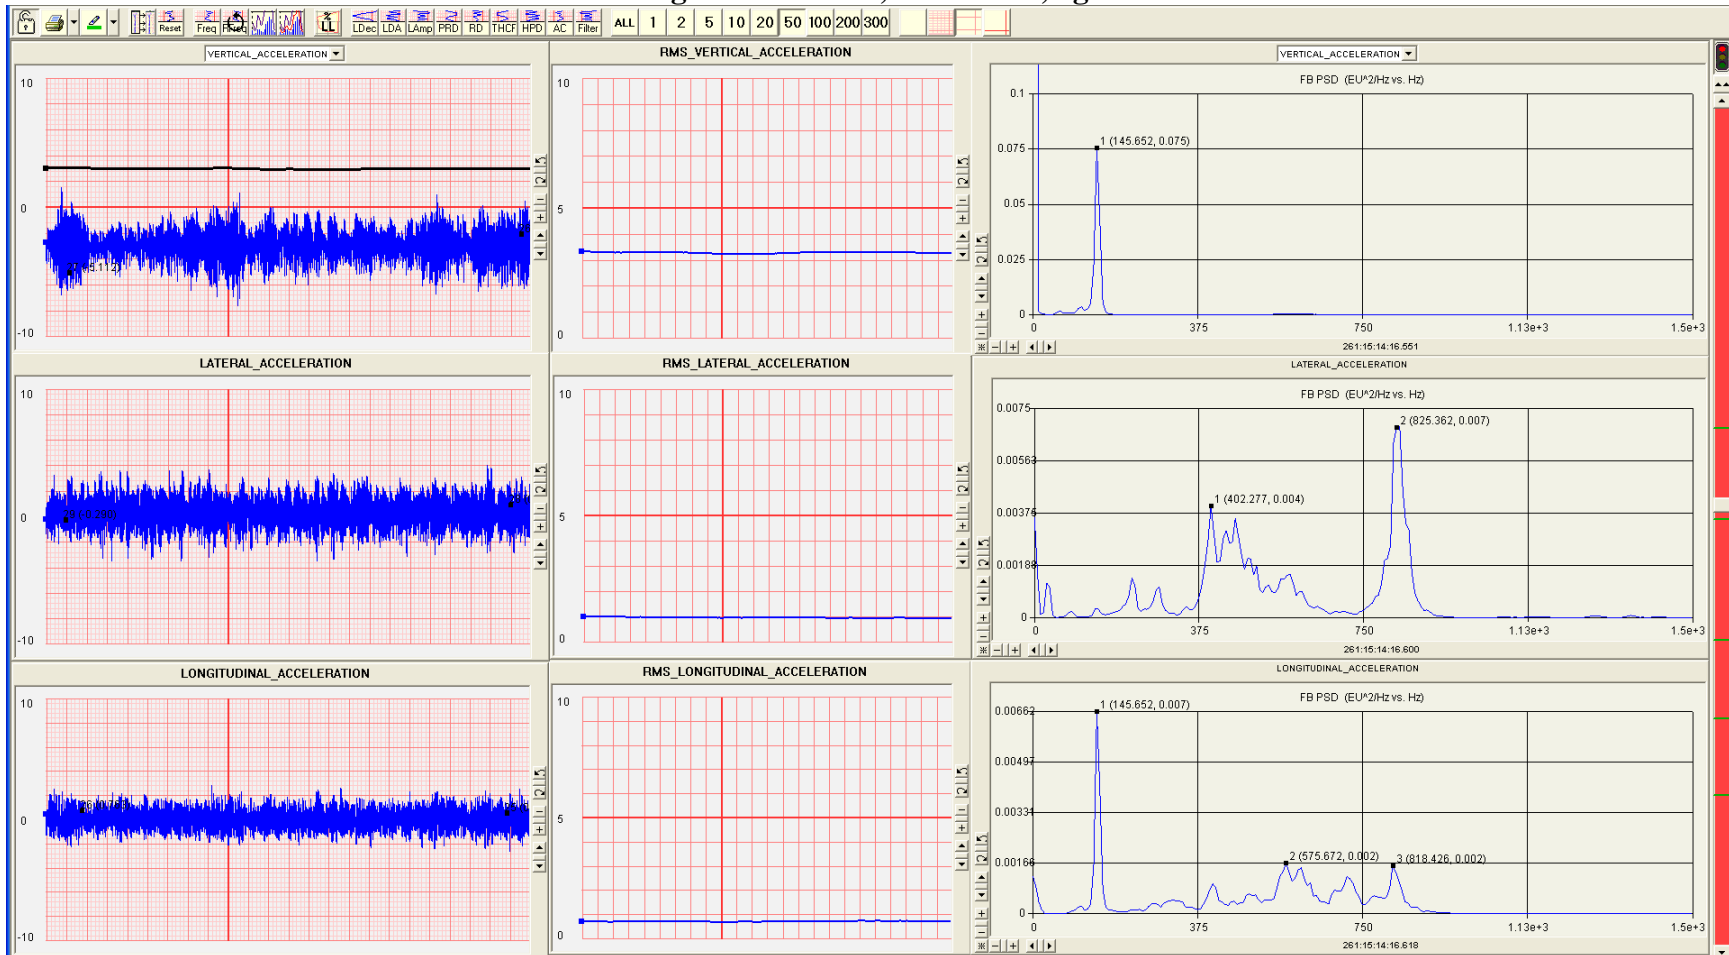 Reset Freq LDec LDA LAmp PRD RD THCF HPD AC Filter ALL 1 2 5 10 20 50 100 200 300
VERTICAL_ACCELERATION
10
0
-10
RMS_VERTICAL_ACCELERATION
10
5
0
VERTICAL_ACCELERATION
FB PSD (EU^2/Hz vs. Hz)
0.1
1 (145.652, 0.075)
0.075
0.05
0.025
0
0 375 750 1.13e+3 1.5e+3
261:15:14:16.551
LATERAL_ACCELERATION
10
0
-10
RMS_LATERAL_ACCELERATION
10
5
0
LATERAL_ACCELERATION
FB PSD (EU^2/Hz vs. Hz)
0.0075
2 (825.362, 0.007)
0.00563
1 (402.277, 0.004)
0.00376
0.00188
0
0 375 750 1.13e+3 1.5e+3
261:15:14:16.600
LONGITUDINAL_ACCELERATION
10
0
-10
RMS_LONGITUDINAL_ACCELERATION
10
5
0
LONGITUDINAL_ACCELERATION
FB PSD (EU^2/Hz vs. Hz)
0.00662
1 (145.652, 0.007)
0.00497
0.00331
2 (575.672, 0.002) 3 (818.426, 0.002)
0.00166
0
0 375 750 1.13e+3 1.5e+3
261:15:14:16.618